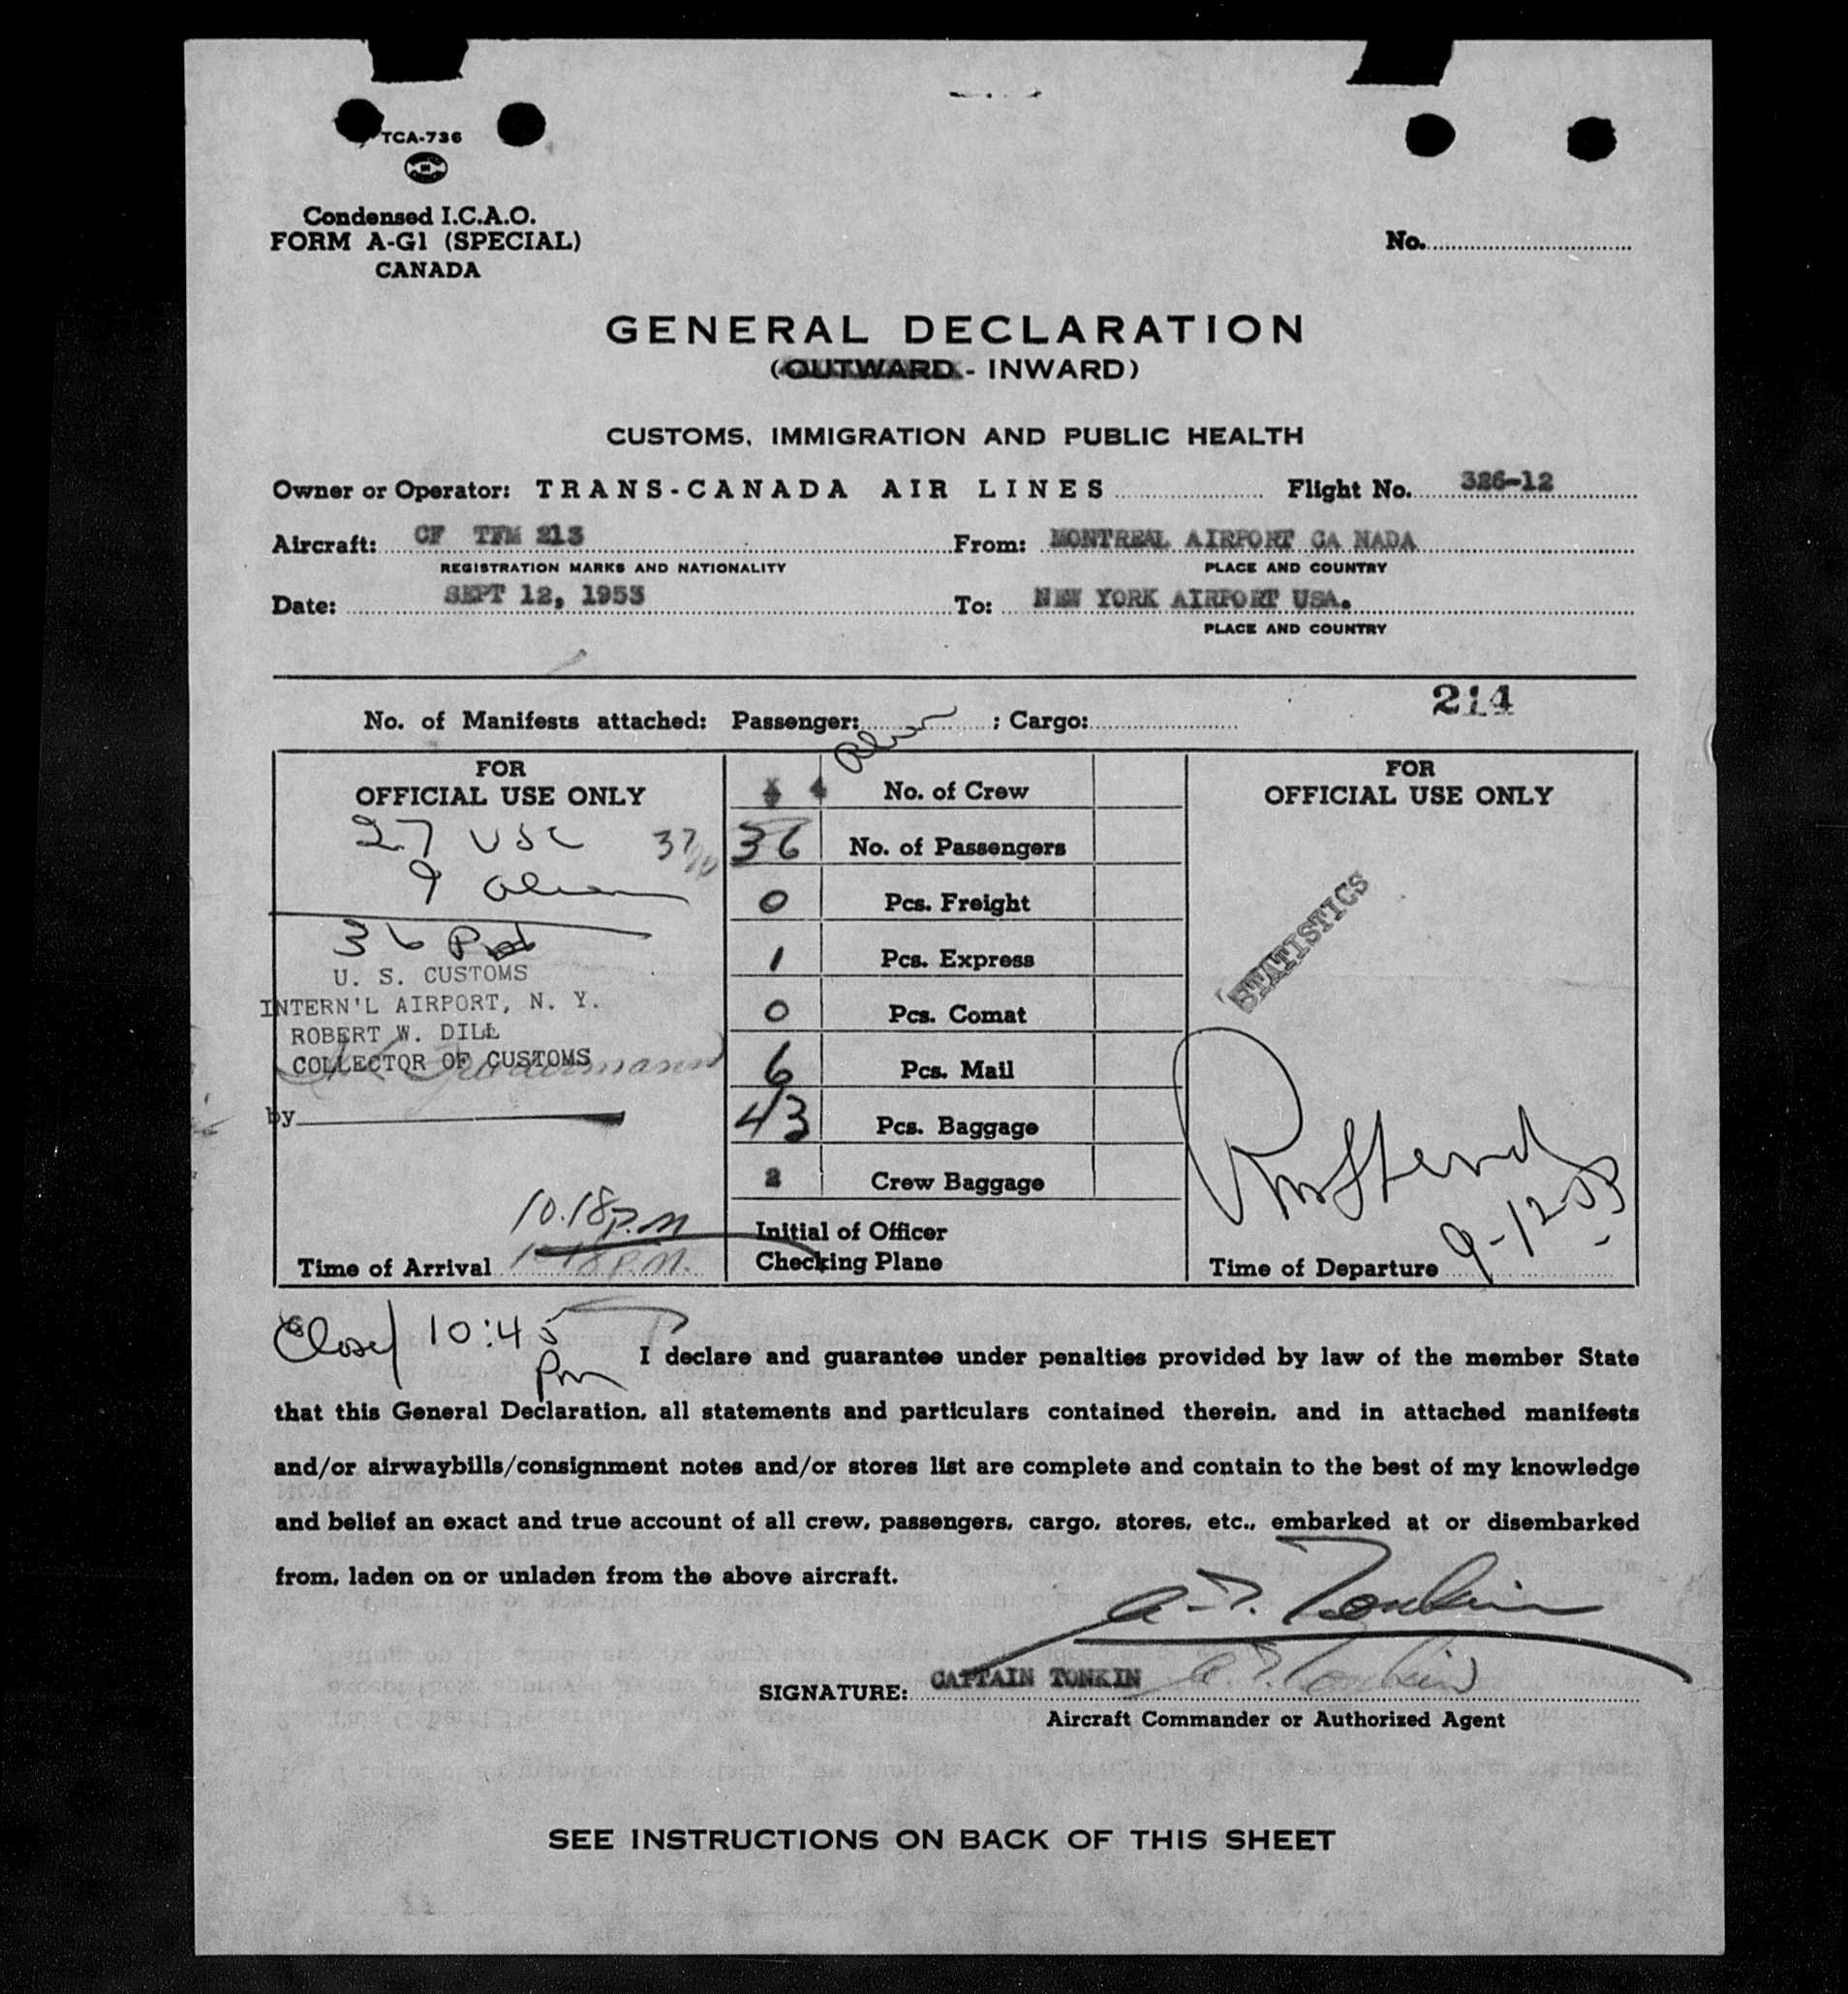 TCA-736
Condensed I.C.A.O.
FORM A-G1 (SPECIAL)
CANADA
No.
GENERAL DECLARATION
(OUTWARD - INWARD)
CUSTOMS, IMMIGRATION AND PUBLIC HEALTH
Owner or Operator: TRANS-CANADA AIR LINES Flight No. 326-12
Aircraft: CF TFM 213 From: MONTREAL AIRPORT CA NADA
REGISTRATION MARKS AND NATIONALITY PLACE AND COUNTRY
Date: SEPT 12, 1953 To: NEW YORK AIRPORT USA.
PLACE AND COUNTRY
214
No. of Manifests attached: Passenger: ; Cargo:
FOR
OFFICIAL USE ONLY
27 USC
9 Alien
36 Psd
U. S. CUSTOMS
INTERN'L AIRPORT, N. Y.
ROBERT W. DILL
COLLECTOR OF CUSTOMS
by
10.18 P.M
Time of Arrival 10.18 P.M.
4 No. of Crew
36 No. of Passengers
0 Pcs. Freight
1 Pcs. Express
0 Pcs. Comat
6 Pcs. Mail
43 Pcs. Baggage
2 Crew Baggage
Initial of Officer
Checking Plane
FOR
OFFICIAL USE ONLY
STATISTICS
9-12-53
Time of Departure
Closed 10:45
Pm
I declare and guarantee under penalties provided by law of the member State
that this General Declaration, all statements and particulars contained therein, and in attached manifests
and/or airwaybills/consignment notes and/or stores list are complete and contain to the best of my knowledge
and belief an exact and true account of all crew, passengers, cargo, stores, etc., embarked at or disembarked
from, laden on or unladen from the above aircraft.
A. T. Tonkin
SIGNATURE: CAPTAIN TONKIN A T Tonkin
Aircraft Commander or Authorized Agent
SEE INSTRUCTIONS ON BACK OF THIS SHEET